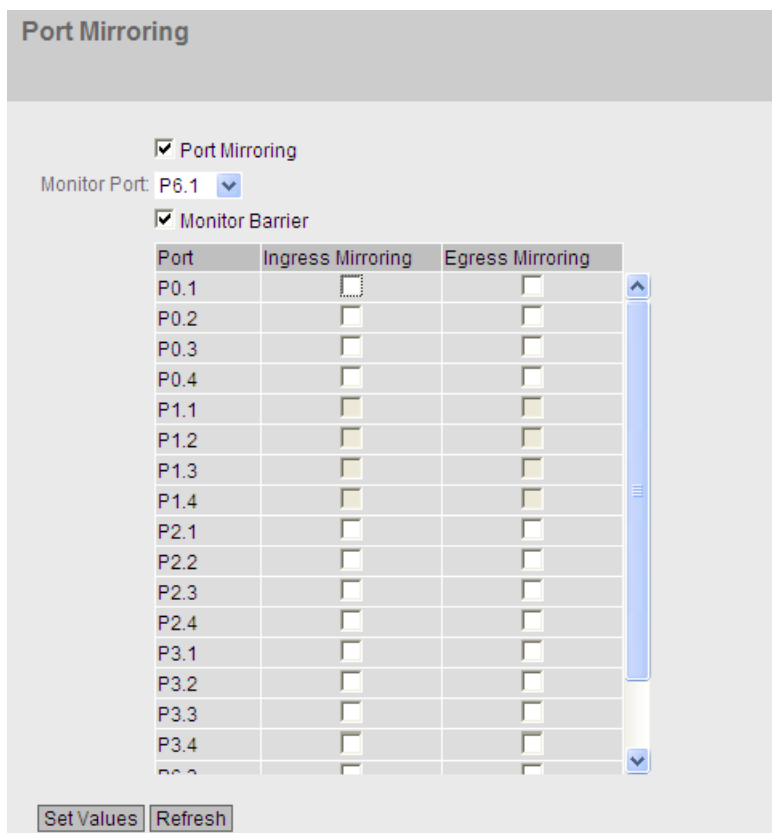 Port Mirroring
Port Mirroring
Monitor Port: P6.1
Monitor Barrier
Port Ingress Mirroring Egress Mirroring
P0.1
P0.2
P0.3
P0.4
P1.1
P1.2
P1.3
P1.4
P2.1
P2.2
P2.3
P2.4
P3.1
P3.2
P3.3
P3.4
Set Values Refresh